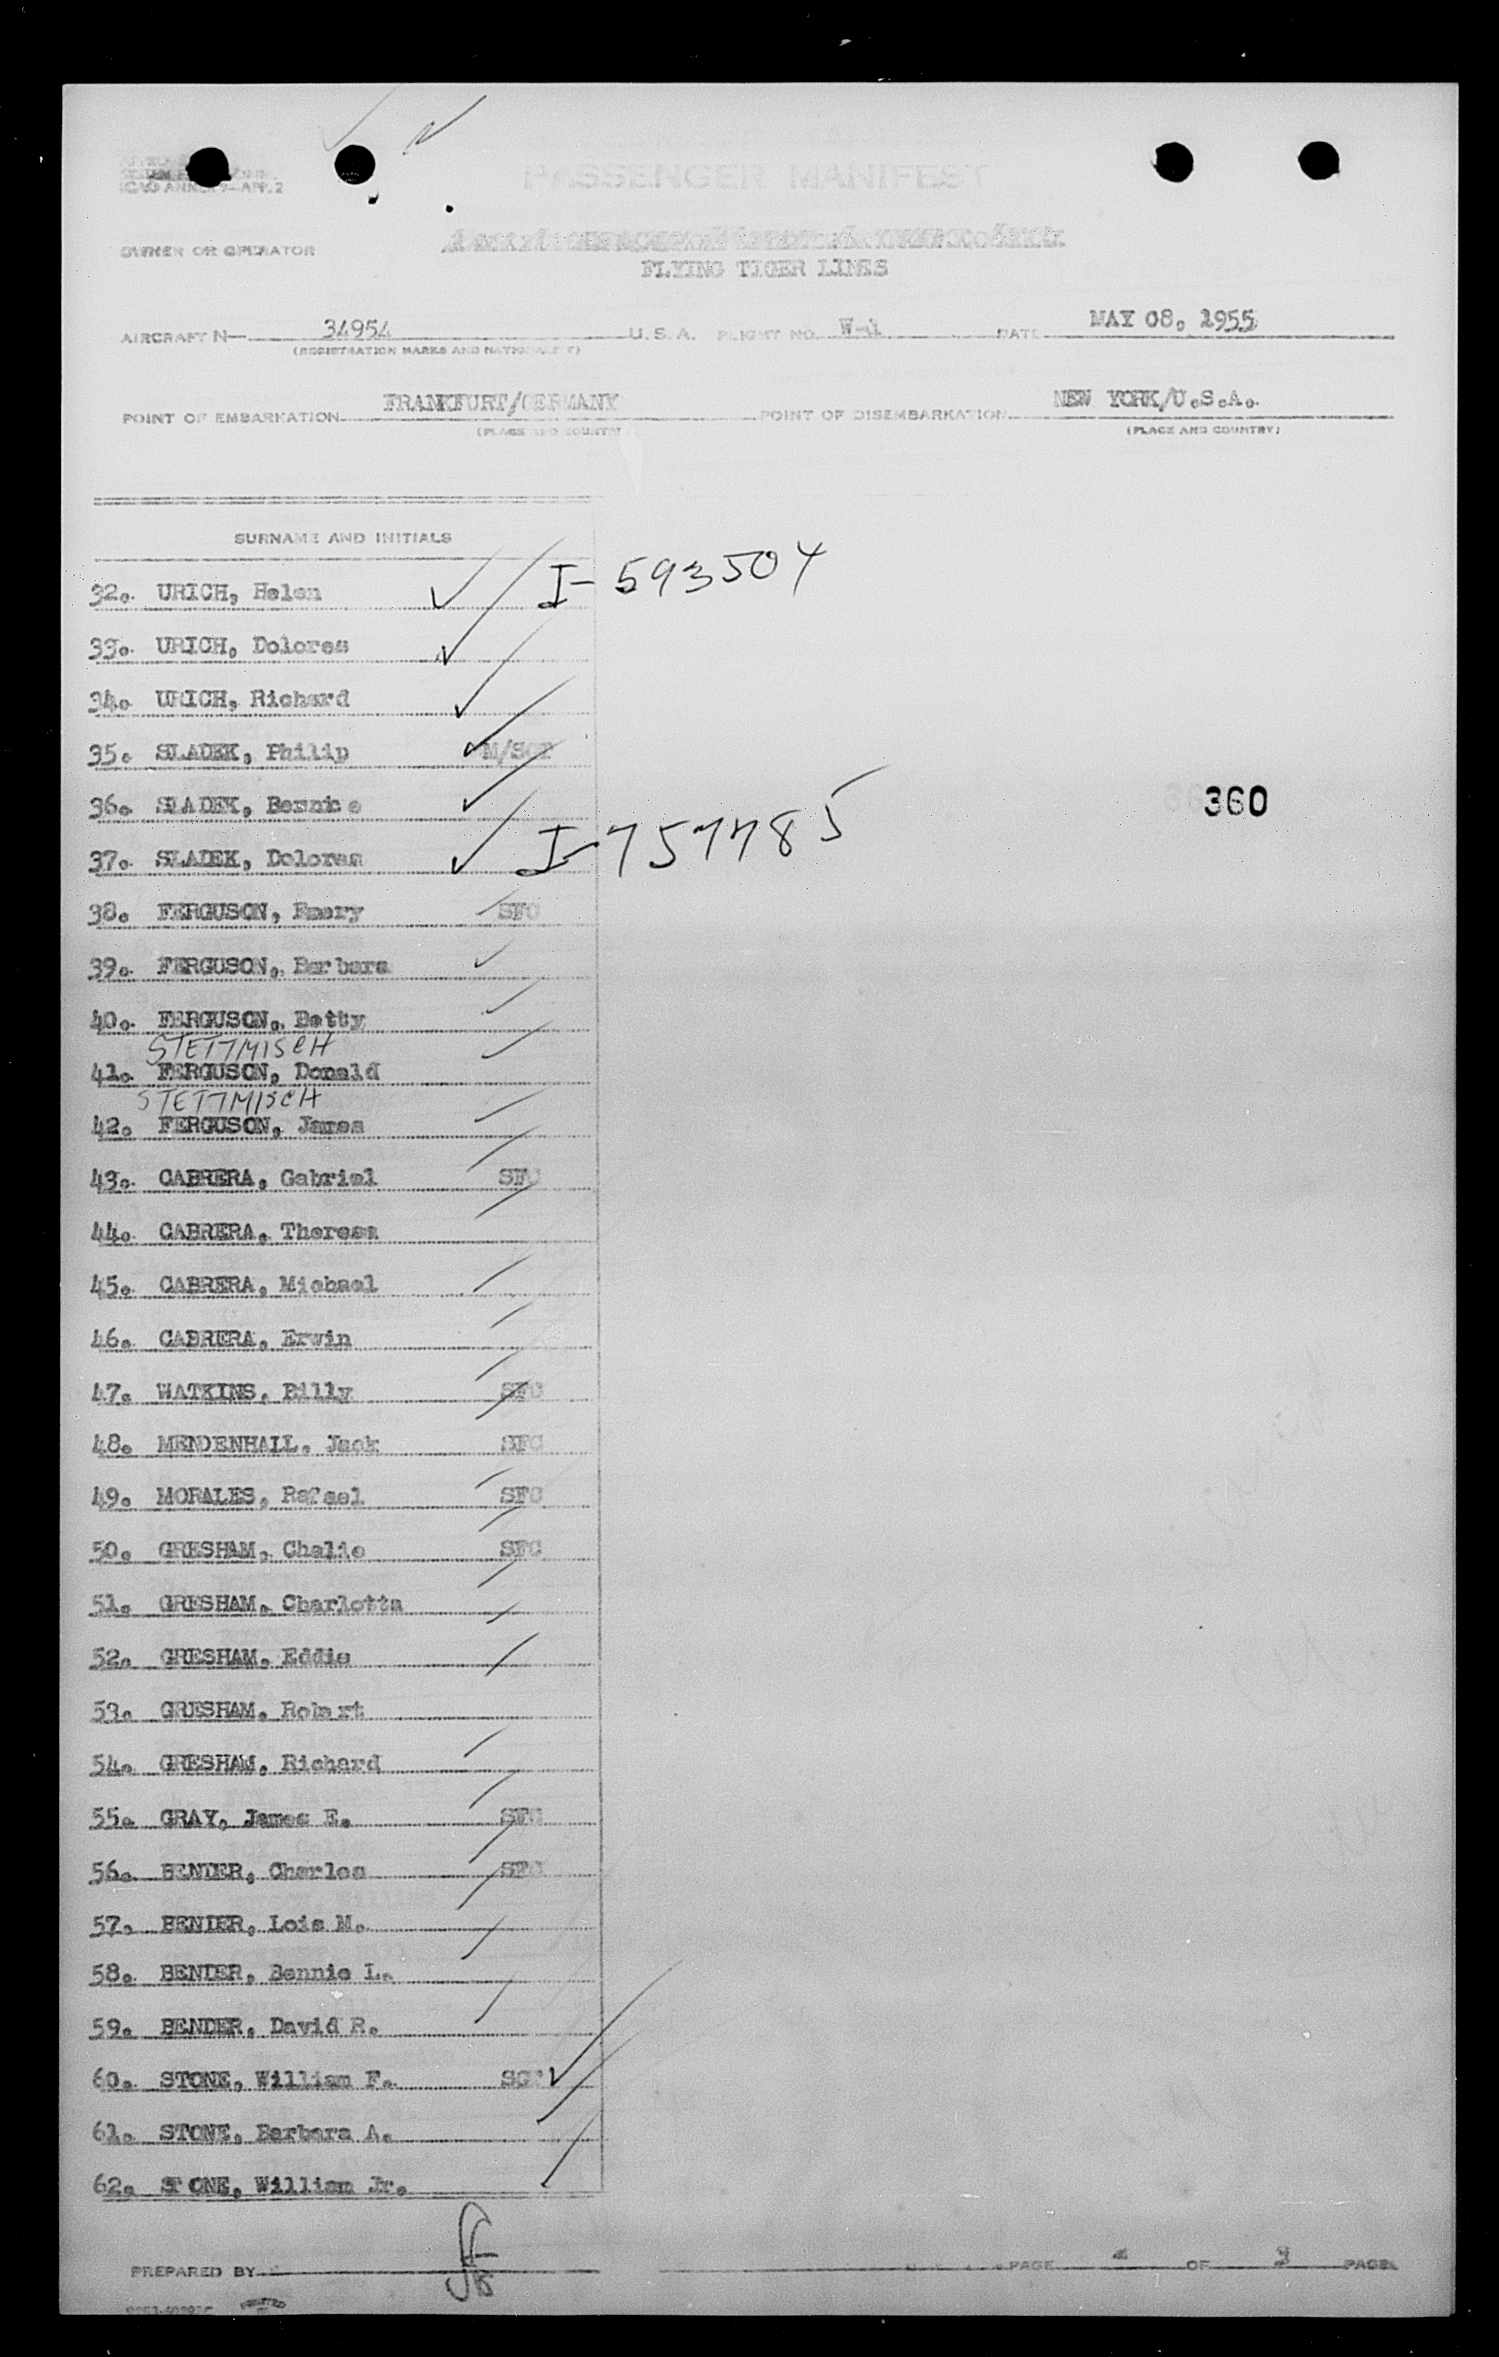 ICAO ANNEX 9—APP. 2
PASSENGER MANIFEST
OWNER OR OPERATOR
FLYING TIGER LINES
AIRCRAFT N— 34954 U. S. A. FLIGHT NO. W-1 DATE MAY 08, 1955
(REGISTRATION MARKS AND NATIONALITY)
POINT OF EMBARKATION FRANKFURT/GERMANY POINT OF DISEMBARKATION NEW YORK/U.S.A.
(PLACE AND COUNTRY) (PLACE AND COUNTRY)
SURNAME AND INITIALS
32. URICH, Helen I-593504
33. URICH, Dolores
34. URICH, Richard
35. SLADEK, Philip M/SGT
36. SLADEK, Bernice
360
37. SLADEK, Dolores I-757785
38. FERGUSON, Emery SFC
39. FERGUSON, Barbara
40. FERGUSON, Betty
STETTMISCH
41. FERGUSON, Donald
STETTMISCH
42. FERGUSON, James
43. CABRERA, Gabriel SFC
44. CABRERA, Theresa
45. CABRERA, Michael
46. CABRERA, Erwin
47. WATKINS, Billy SFC
48. MENDENHALL, Jack SFC
49. MORALES, Rafael SFC
50. GRESHAM, Chalie SFC
51. GRESHAM, Charlotta
52. GRESHAM, Eddie
53. GRESHAM, Robert
54. GRESHAM, Richard
55. GRAY, James E. SFC
56. BENDER, Charles SFC
57. BENDER, Lois M.
58. BENDER, Bennie L.
59. BENDER, David R.
60. STONE, William F. SGT
61. STONE, Barbara A.
62. STONE, William Jr.
PREPARED BY PAGE OF 3 PAGES